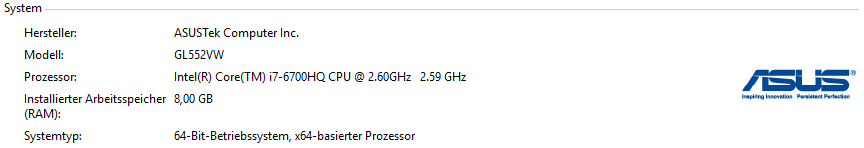 System
Hersteller: ASUSTek Computer Inc.
Modell: GL552VW
Prozessor: Intel(R) Core(TM) i7-6700HQ CPU @ 2.60GHz 2.59 GHz
Installierter Arbeitsspeicher 8,00 GB
(RAM):
Systemtyp: 64-Bit-Betriebssystem, x64-basierter Prozessor
ASUS®
Inspiring Innovation Persistent Perfection